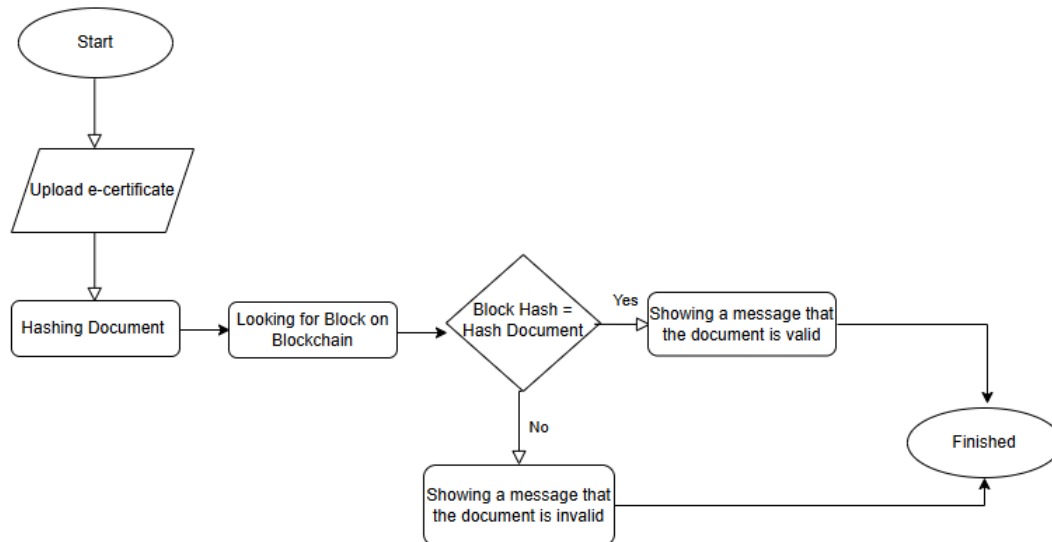 Start
Upload e-certificate
Hashing Document
Looking for Block on
Blockchain
Block Hash =
Hash Document
Yes
Showing a message that
the document is valid
No
Showing a message that
the document is invalid
Finished